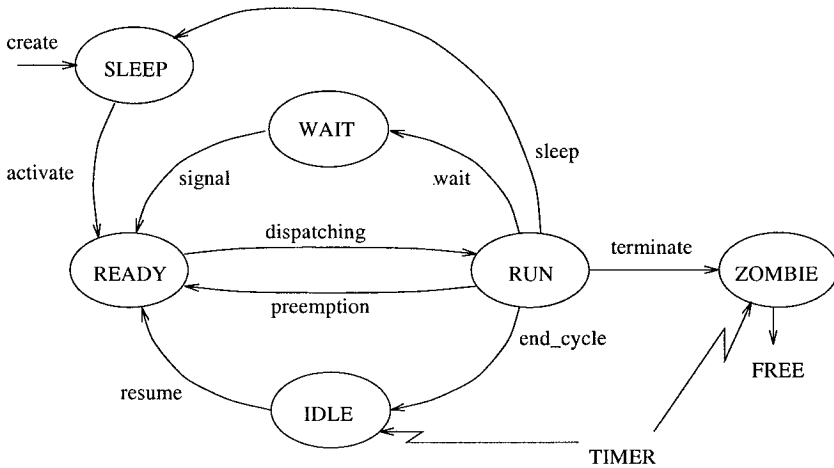 create
SLEEP
WAIT
activate
signal
wait
sleep
dispatching
terminate
READY
RUN
ZOMBIE
preemption
end_cycle
FREE
resume
IDLE
TIMER